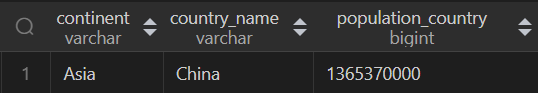 continent country_name population_country
varchar varchar bigint
1 Asia China 1365370000